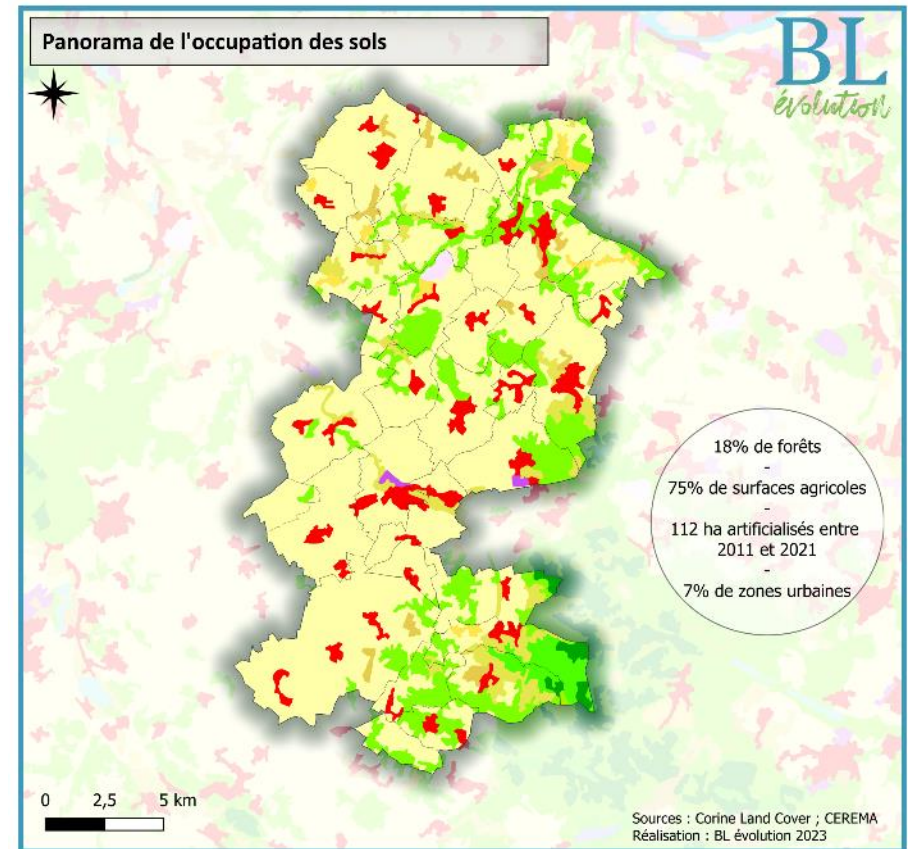 Panorama de l'occupation des sols
BL
évolution
18% de forêts
-
75% de surfaces agricoles
-
112 ha artificialisés entre
2011 et 2021
-
7% de zones urbaines
0 2,5 5 km
Sources : Corine Land Cover ; CEREMA
Réalisation : BL évolution 2023